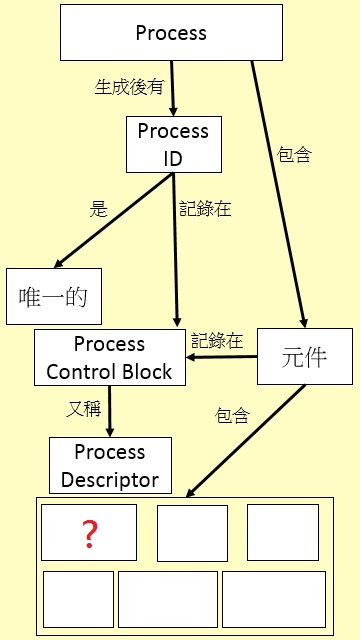 Process
生成後有
Process
ID
包含
是
記錄在
唯一的
Process
Control Block
記錄在
元件
又稱
包含
Process
Descriptor
?